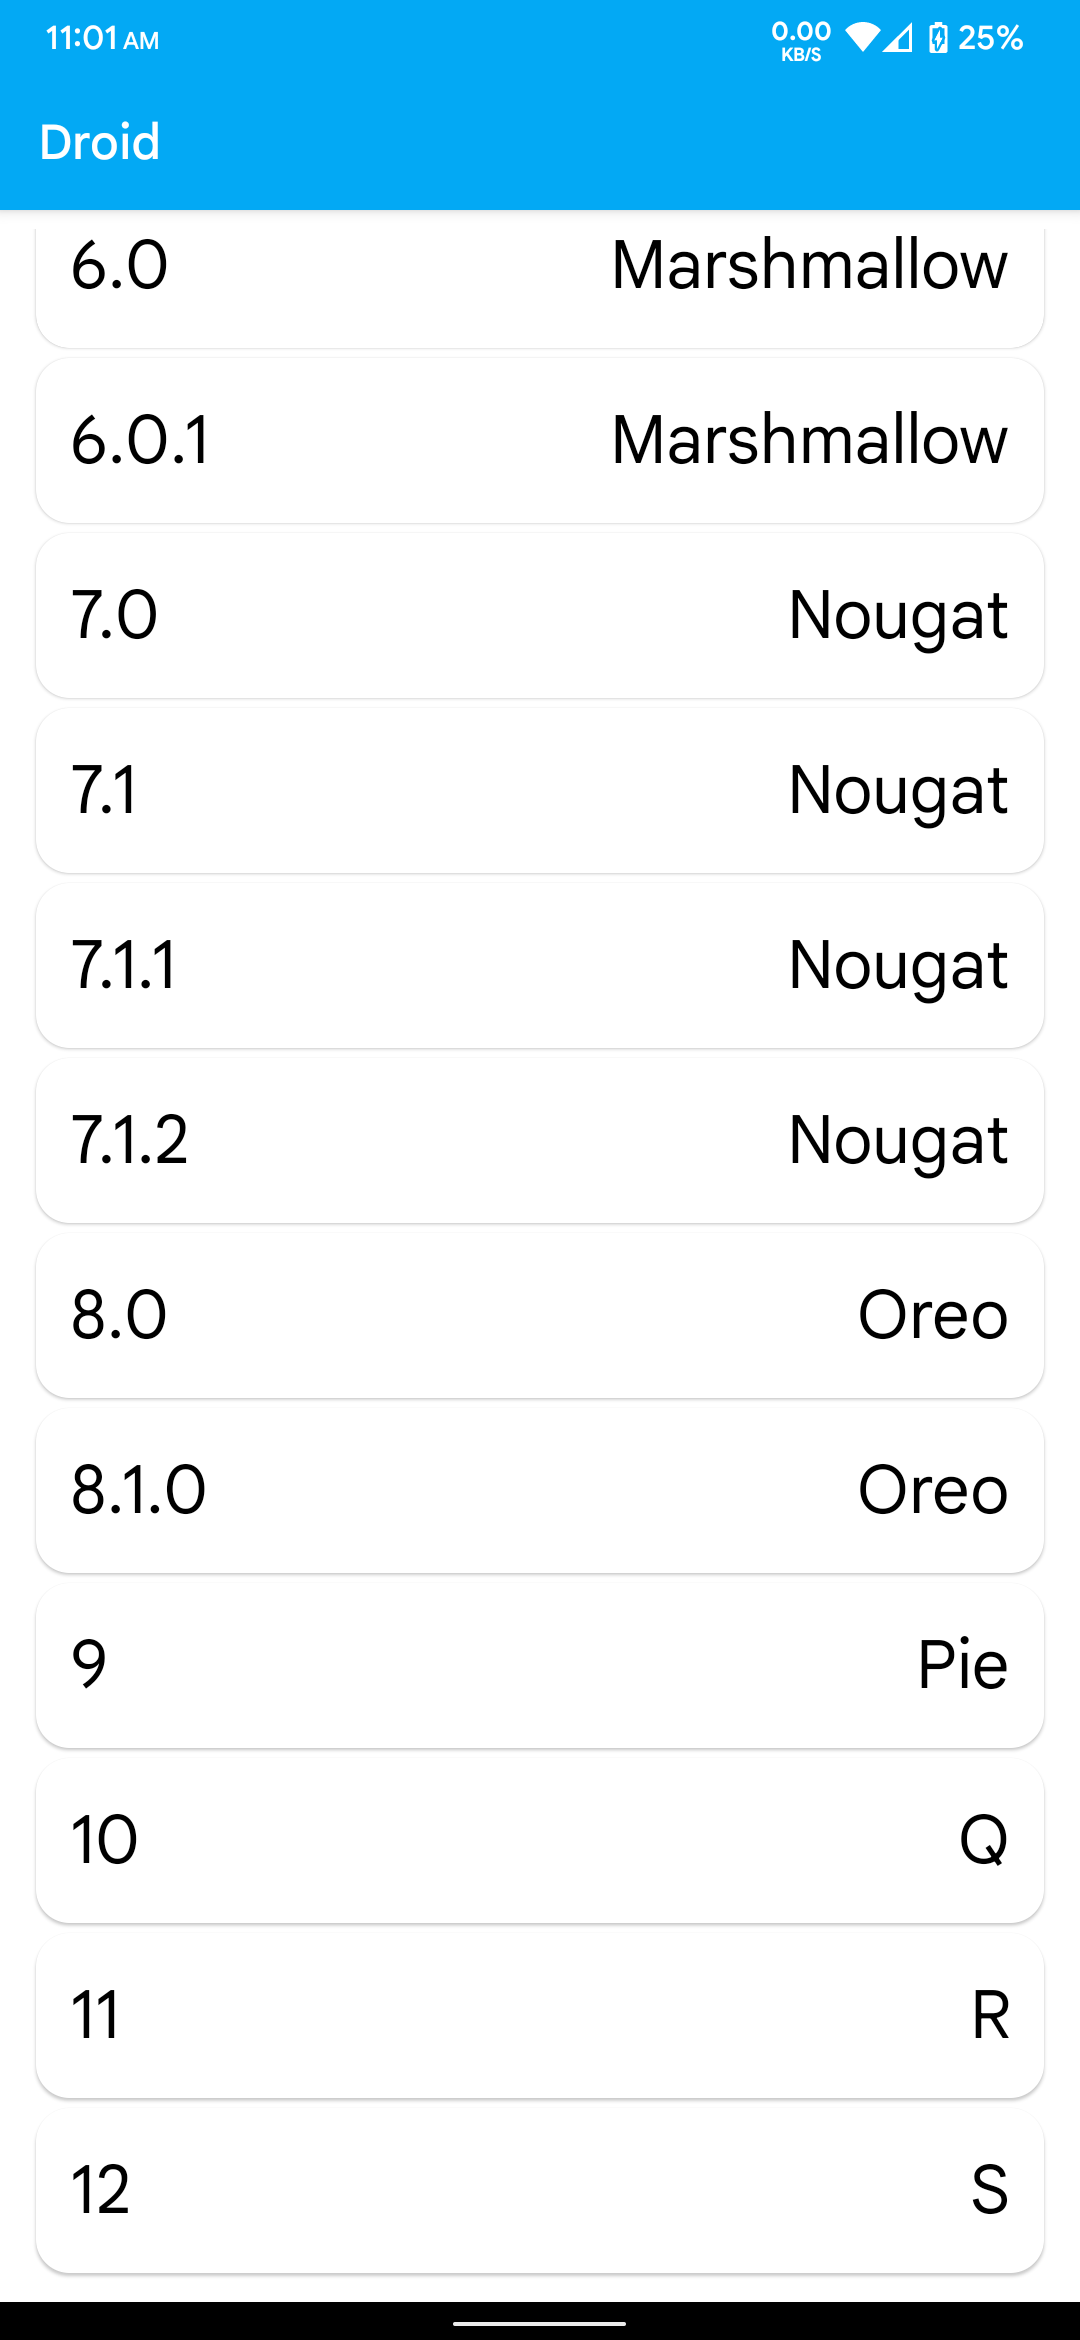 11:01 AM 0.00 KB/S 25%
Droid
6.0 Marshmallow
6.0.1 Marshmallow
7.0 Nougat
7.1 Nougat
7.1.1 Nougat
7.1.2 Nougat
8.0 Oreo
8.1.0 Oreo
9 Pie
10 Q
11 R
12 S